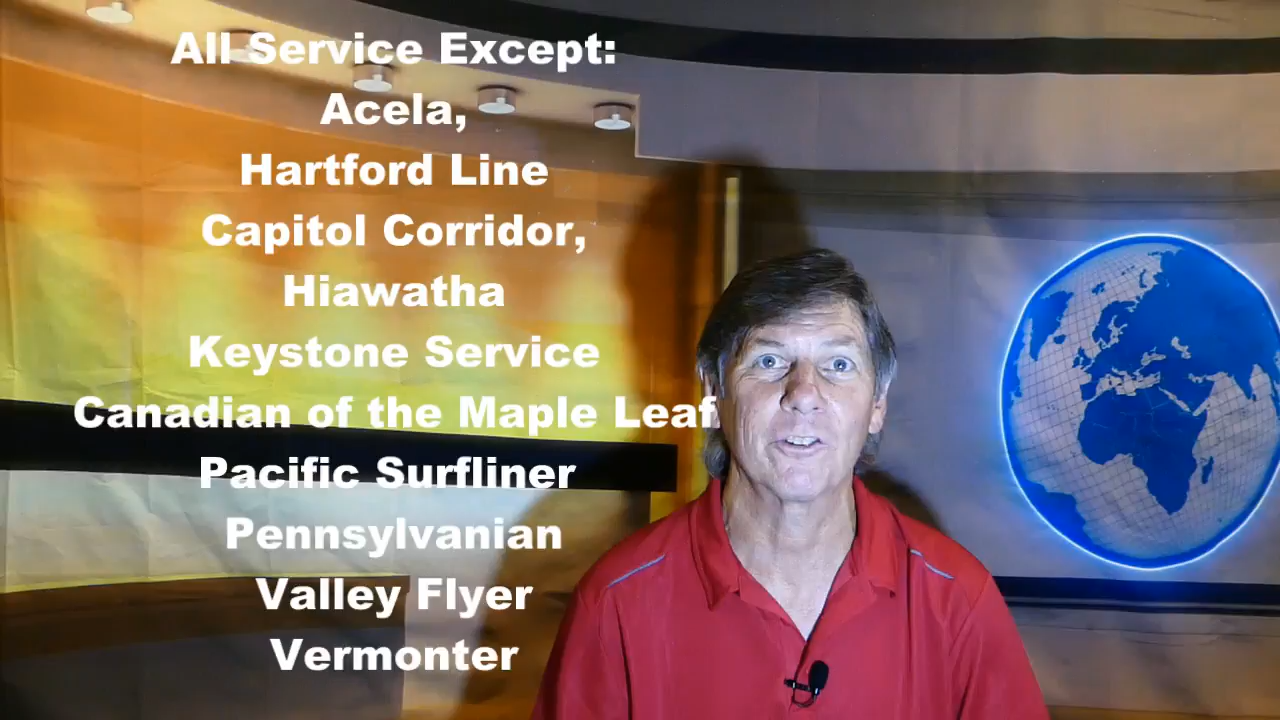 All Service Except:
Acela,
Hartford Line
Capitol Corridor,
Hiawatha
Keystone Service
Canadian of the Maple Leaf
Pacific Surfliner
Pennsylvanian
Valley Flyer
Vermonter